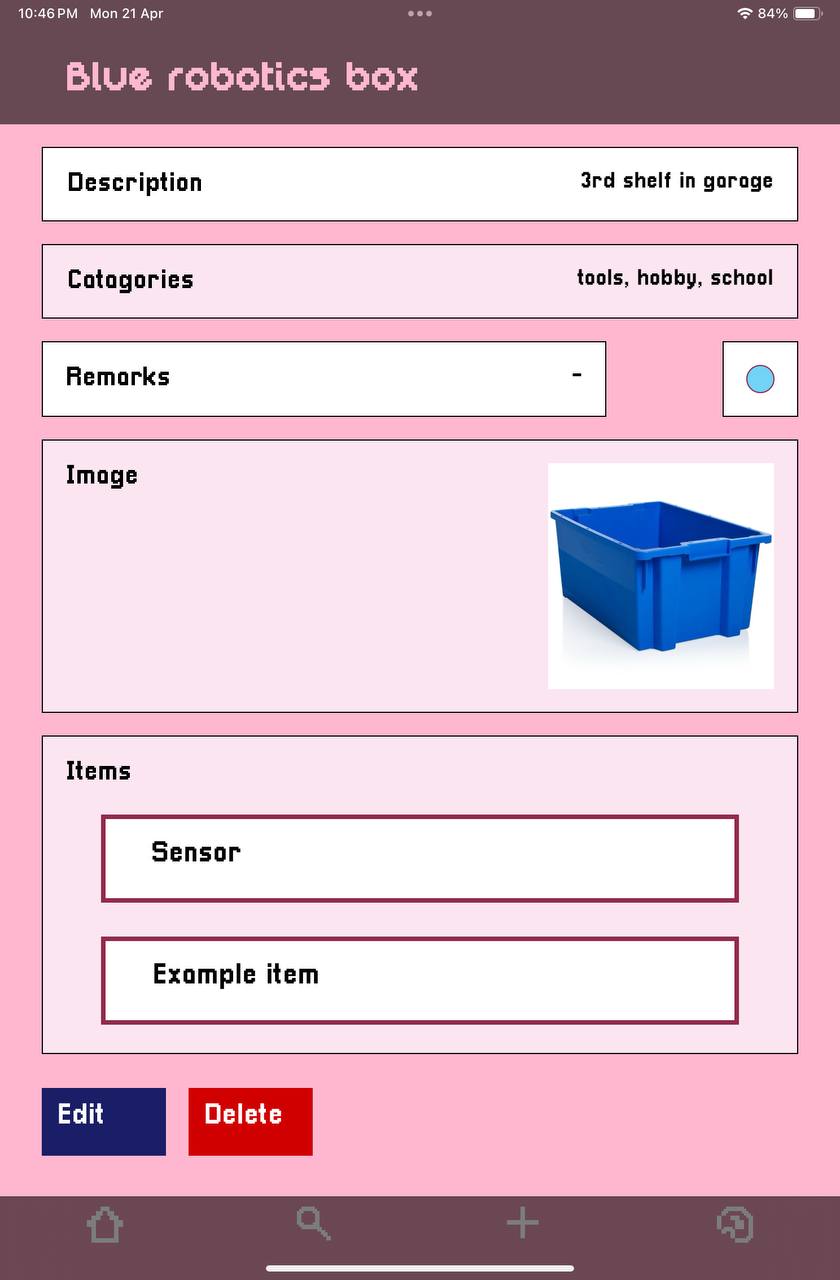 10:46 PM Mon 21 Apr 84%
Blue robotics box
Description 3rd shelf in garage
Catagories tools, hobby, school
Remarks -
Image
Items
Sensor
Example item
Edit Delete